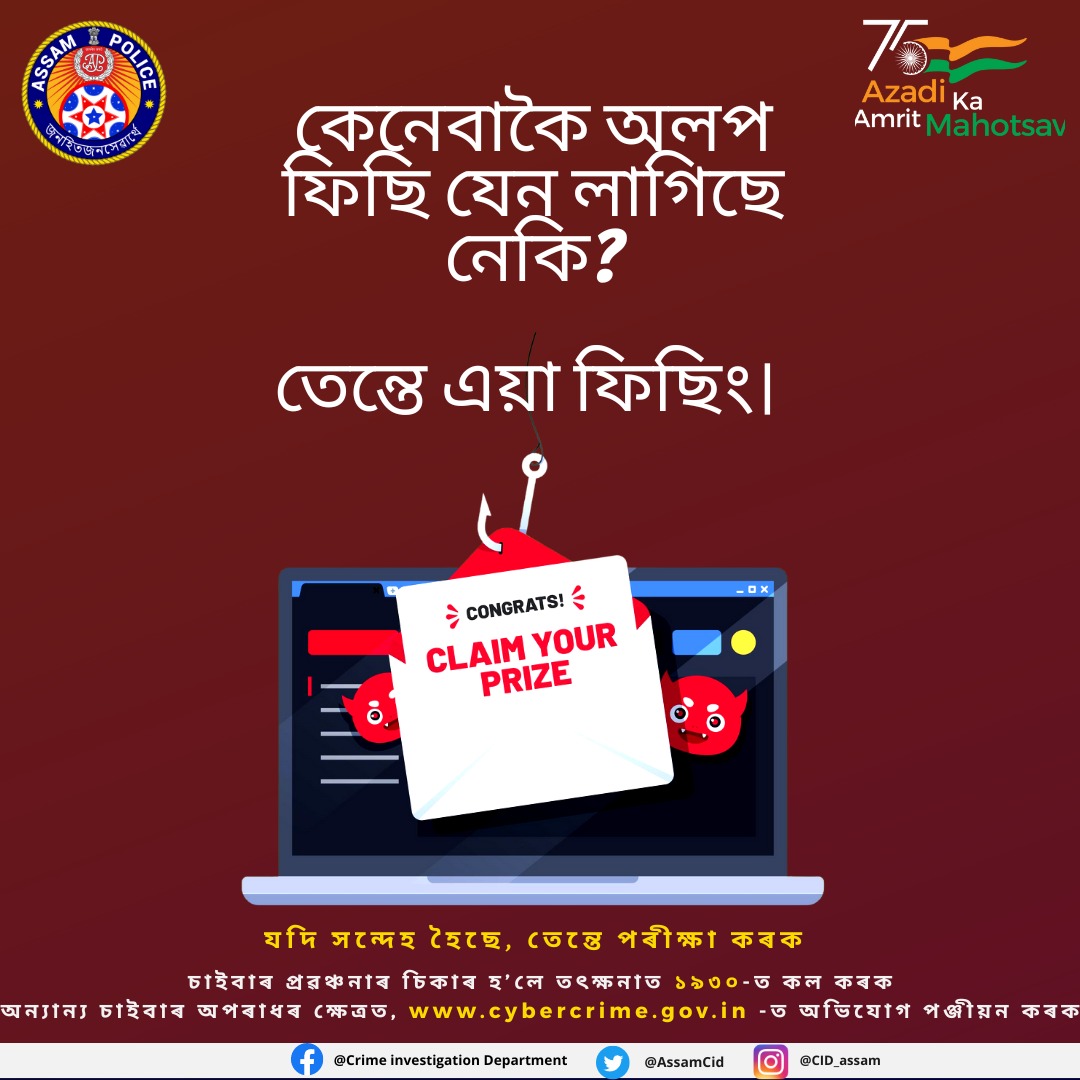 ASSAM POLICE
জনহিতজনসেৱাৰ্থে
75
Azadi Ka
Amrit Mahotsav
কেনেবাকৈ অলপ
ফিছি যেন লাগিছে
নেকি?
তেন্তে এয়া ফিছিং।
CONGRATS!
CLAIM YOUR
PRIZE
যদি সন্দেহ হৈছে, তেন্তে পৰীক্ষা কৰক
চাইবাৰ প্ৰৱঞ্চনাৰ চিকাৰ হ'লে তৎক্ষনাত ১৯৩০-ত কল কৰক
অন্যান্য চাইবাৰ অপৰাধৰ ক্ষেত্ৰত, www.cybercrime.gov.in -ত অভিযোগ পঞ্জীয়ন কৰক
@Crime investigation Department @AssamCid @CID_assam